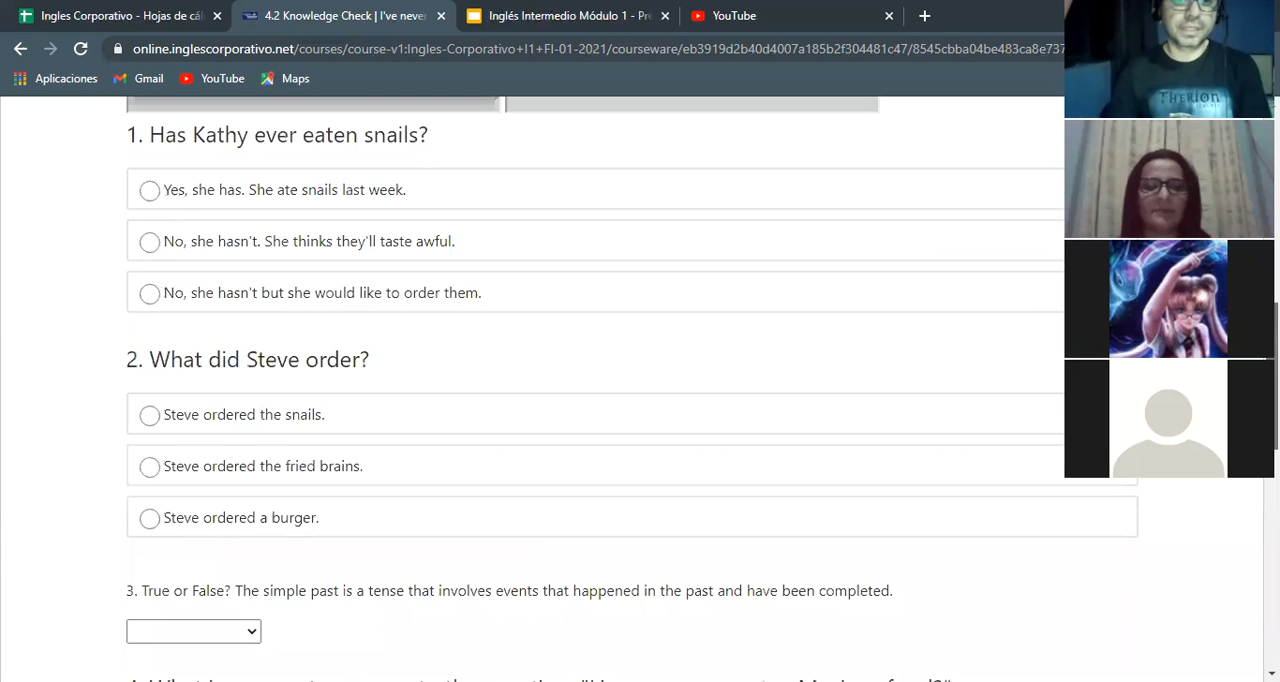 Ingles Corporativo - Hojas de cál
4.2 Knowledge Check | I've never
Inglés Intermedio Módulo 1 - Pre
YouTube
online.inglescorporativo.net/courses/course-v1:Ingles-Corporativo+I1+FI-01-2021/courseware/eb3919d2b40d4007a185b2f304481c47/8545cbba04be483ca8e737
Aplicaciones Gmail YouTube Maps
THERION
1. Has Kathy ever eaten snails?
Yes, she has. She ate snails last week.
No, she hasn't. She thinks they'll taste awful.
No, she hasn't but she would like to order them.
2. What did Steve order?
Steve ordered the snails.
Steve ordered the fried brains.
Steve ordered a burger.
3. True or False? The simple past is a tense that involves events that happened in the past and have been completed.